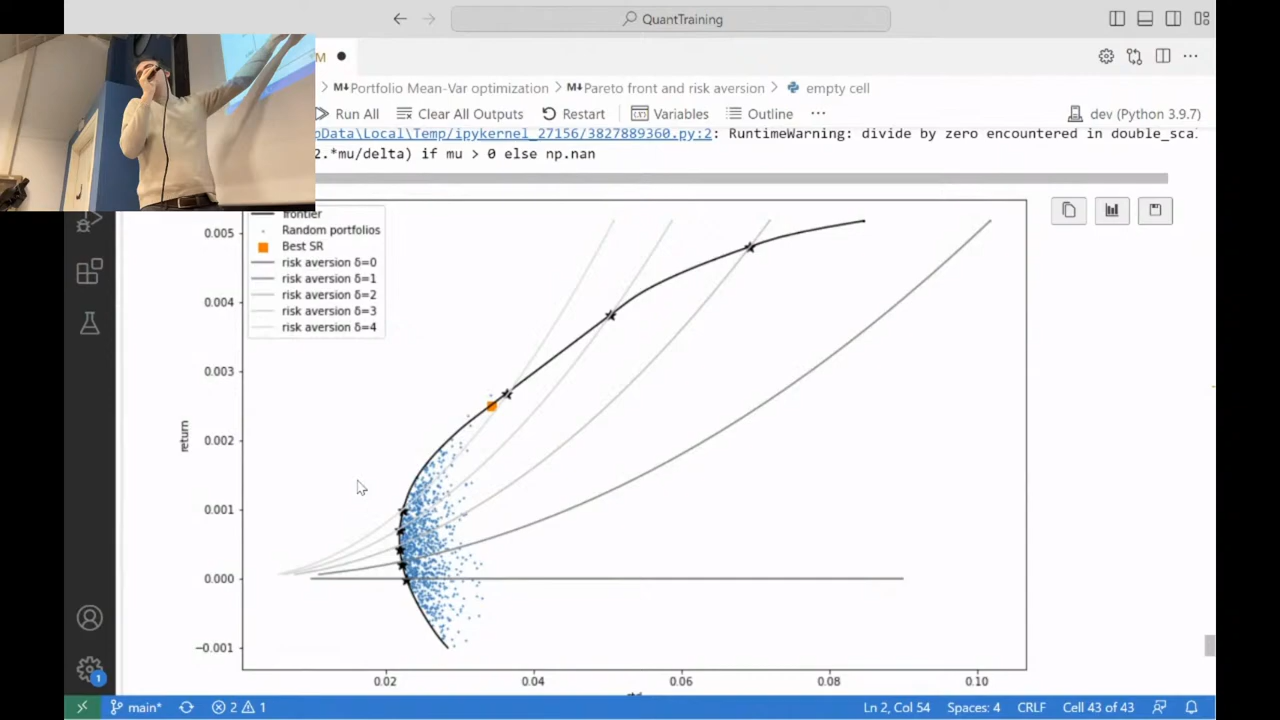 QuantTraining
M
Portfolio Mean-Var optimization > Pareto front and risk aversion > empty cell
Run All Clear All Outputs Restart Variables Outline ... dev (Python 3.9.7)
pData\Local\Temp/ipykernel_27156/3827889360.py:2: RuntimeWarning: divide by zero encountered in double_sca
2.*mu/delta) if mu > 0 else np.nan
frontier
Random portfolios
Best SR
risk aversion δ=0
risk aversion δ=1
risk aversion δ=2
risk aversion δ=3
risk aversion δ=4
0.005
0.004
0.003
0.002
0.001
0.000
−0.001
return
0.02 0.04 0.06 0.08 0.10
1
main* 2 1 Ln 2, Col 54 Spaces: 4 CRLF Cell 43 of 43